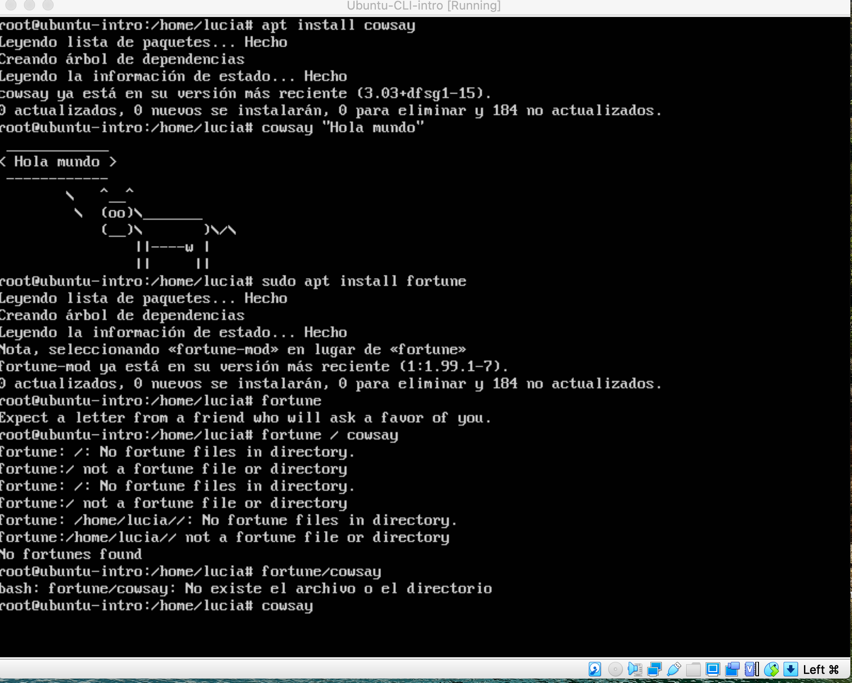 Ubuntu-CLI-intro [Running]
root@ubuntu-intro:/home/lucia# apt install cowsay
Leyendo lista de paquetes... Hecho
Creando árbol de dependencias
Leyendo la información de estado... Hecho
cowsay ya está en su versión más reciente (3.03+dfsg1-15).
0 actualizados, 0 nuevos se instalarán, 0 para eliminar y 184 no actualizados.
root@ubuntu-intro:/home/lucia# cowsay "Hola mundo"
 ____________
< Hola mundo >
 ------------
        \   ^__^
         \  (oo)\_______
            (__)\       )\/\
                ||----w |
                ||     ||
root@ubuntu-intro:/home/lucia# sudo apt install fortune
Leyendo lista de paquetes... Hecho
Creando árbol de dependencias
Leyendo la información de estado... Hecho
Nota, seleccionando «fortune-mod» en lugar de «fortune»
fortune-mod ya está en su versión más reciente (1:1.99.1-7).
0 actualizados, 0 nuevos se instalarán, 0 para eliminar y 184 no actualizados.
root@ubuntu-intro:/home/lucia# fortune
Expect a letter from a friend who will ask a favor of you.
root@ubuntu-intro:/home/lucia# fortune / cowsay
fortune: /: No fortune files in directory.
fortune:/ not a fortune file or directory
fortune: /: No fortune files in directory.
fortune:/ not a fortune file or directory
fortune: /home/lucia//: No fortune files in directory.
fortune:/home/lucia// not a fortune file or directory
No fortunes found
root@ubuntu-intro:/home/lucia# fortune/cowsay
bash: fortune/cowsay: No existe el archivo o el directorio
root@ubuntu-intro:/home/lucia# cowsay
Left ⌘